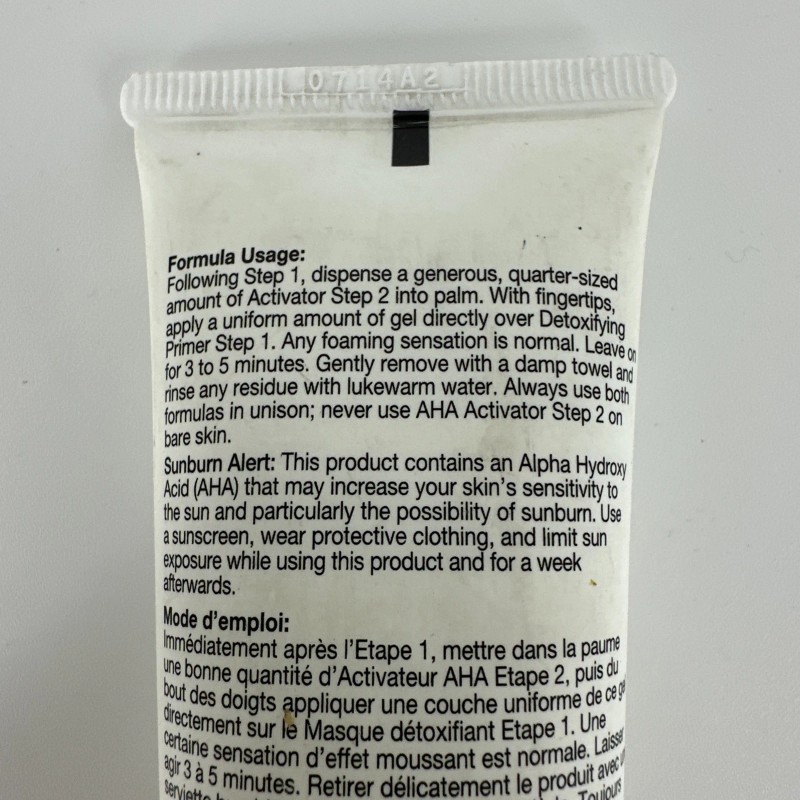 0714A2
Formula Usage:
Following Step 1, dispense a generous, quarter-sized
amount of Activator Step 2 into palm. With fingertips,
apply a uniform amount of gel directly over Detoxifying
Primer Step 1. Any foaming sensation is normal. Leave on
for 3 to 5 minutes. Gently remove with a damp towel and
rinse any residue with lukewarm water. Always use both
formulas in unison; never use AHA Activator Step 2 on
bare skin.
Sunburn Alert: This product contains an Alpha Hydroxy
Acid (AHA) that may increase your skin's sensitivity to
the sun and particularly the possibility of sunburn. Use
a sunscreen, wear protective clothing, and limit sun
exposure while using this product and for a week
afterwards.
Mode d'emploi:
Immédiatement après l'Etape 1, mettre dans la paume
une bonne quantité d'Activateur AHA Etape 2, puis du
bout des doigts appliquer une couche uniforme de ce
directement sur le Masque détoxifiant Etape 1. Une
certaine sensation d'effet moussant est normale. Laisser
agir 3 à 5 minutes. Retirer délicatement le produit avec
serviette Toujours